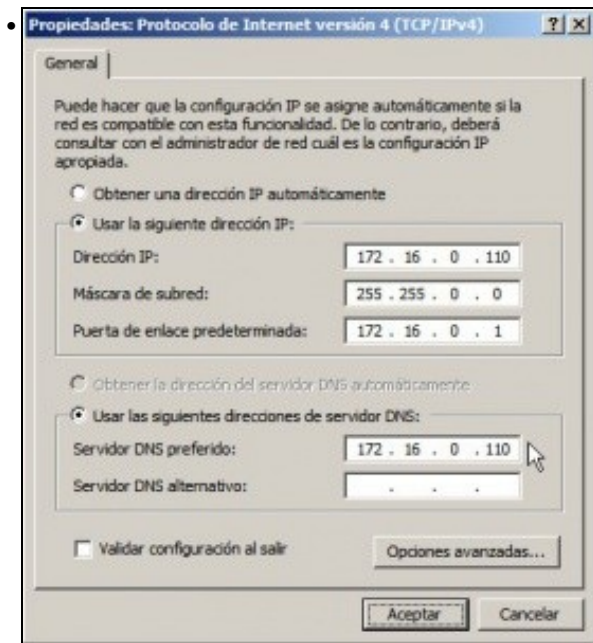 Propiedades: Protocolo de Internet versión 4 (TCP/IPv4)
General
Puede hacer que la configuración IP se asigne automáticamente si la
red es compatible con esta funcionalidad. De lo contrario, deberá
consultar con el administrador de red cuál es la configuración IP
apropiada.
Obtener una dirección IP automáticamente
Usar la siguiente dirección IP:
Dirección IP: 172 . 16 . 0 . 110
Máscara de subred: 255 . 255 . 0 . 0
Puerta de enlace predeterminada: 172 . 16 . 0 . 1
Obtener la dirección del servidor DNS automáticamente
Usar las siguientes direcciones de servidor DNS:
Servidor DNS preferido: 172 . 16 . 0 . 110
Servidor DNS alternativo: . . .
Validar configuración al salir
Opciones avanzadas...
Aceptar Cancelar